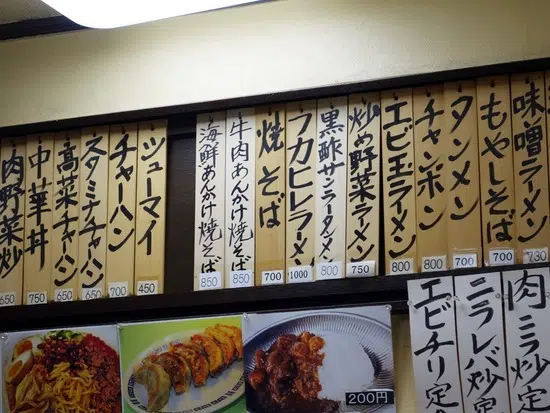 味噌ラーメン
730
もやしそば
700
タンメン
700
チャンポン
800
エビ玉ラーメン
800
炒め野菜ラーメン
750
黒酢サンラータンメン
800
フカヒレラーメン
1000
焼そば
700
牛肉あんかけ焼そば
850
海鮮あんかけ焼そば
850
シューマイ
450
チャーハン
700
スタミナチャーハン
850
高菜チャーハン
850
中華丼
750
肉野菜炒
650
肉ニラ炒定
ニラレバ炒定
エビチリ定
200円